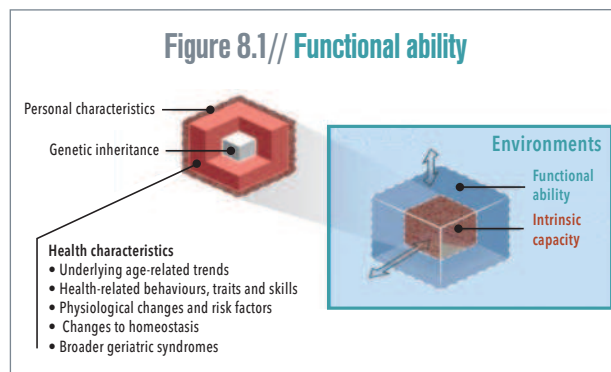 Figure 8.1// Functional ability
Personal characteristics
Genetic inheritance
Health characteristics
• Underlying age-related trends
• Health-related behaviours, traits and skills
• Physiological changes and risk factors
• Changes to homeostasis
• Broader geriatric syndromes
Environments
Functional
ability
Intrinsic
capacity